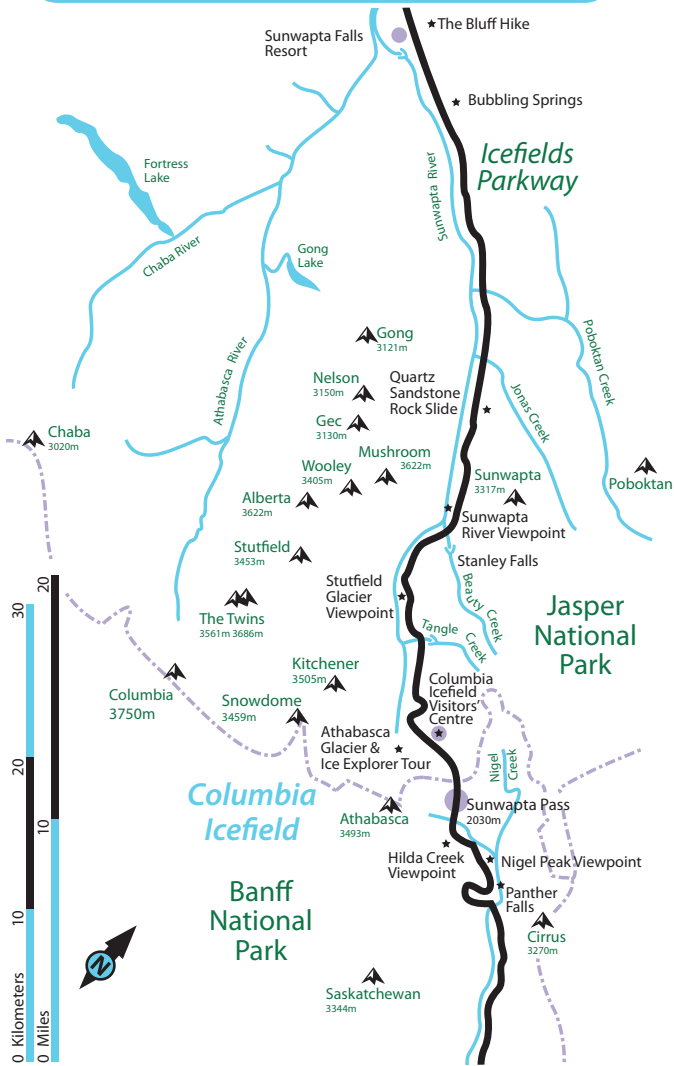 The Bluff Hike
Sunwapta Falls
Resort
Bubbling Springs
Icefields
Parkway
Sunwapta River
Fortress
Lake
Chaba River
Gong
Lake
Athabasca River
Poboktan Creek
Gong
3121m
Nelson
3150m
Quartz
Sandstone
Rock Slide
Jonas Creek
Gec
3130m
Chaba
3020m
Mushroom
3622m
Wooley
3405m
Sunwapta
3317m
Poboktan
Alberta
3622m
Sunwapta
River Viewpoint
Stutfield
3453m
Stanley Falls
Stutfield
Glacier
Viewpoint
Beauty Creek
The Twins
3561m 3686m
Jasper
National
Park
Tangle Creek
Kitchener
3505m
Columbia
Icefield
Visitors'
Centre
Columbia
3750m
Snowdome
3459m
Athabasca
Glacier &
Ice Explorer Tour
Nigel
Creek
Columbia
Icefield
Sunwapta Pass
2030m
Athabasca
3493m
Hilda Creek
Viewpoint
Nigel Peak Viewpoint
Panther
Falls
Banff
National
Park
Cirrus
3270m
Saskatchewan
3344m
N
0 Kilometers 10 20 30
0 Miles 10 20